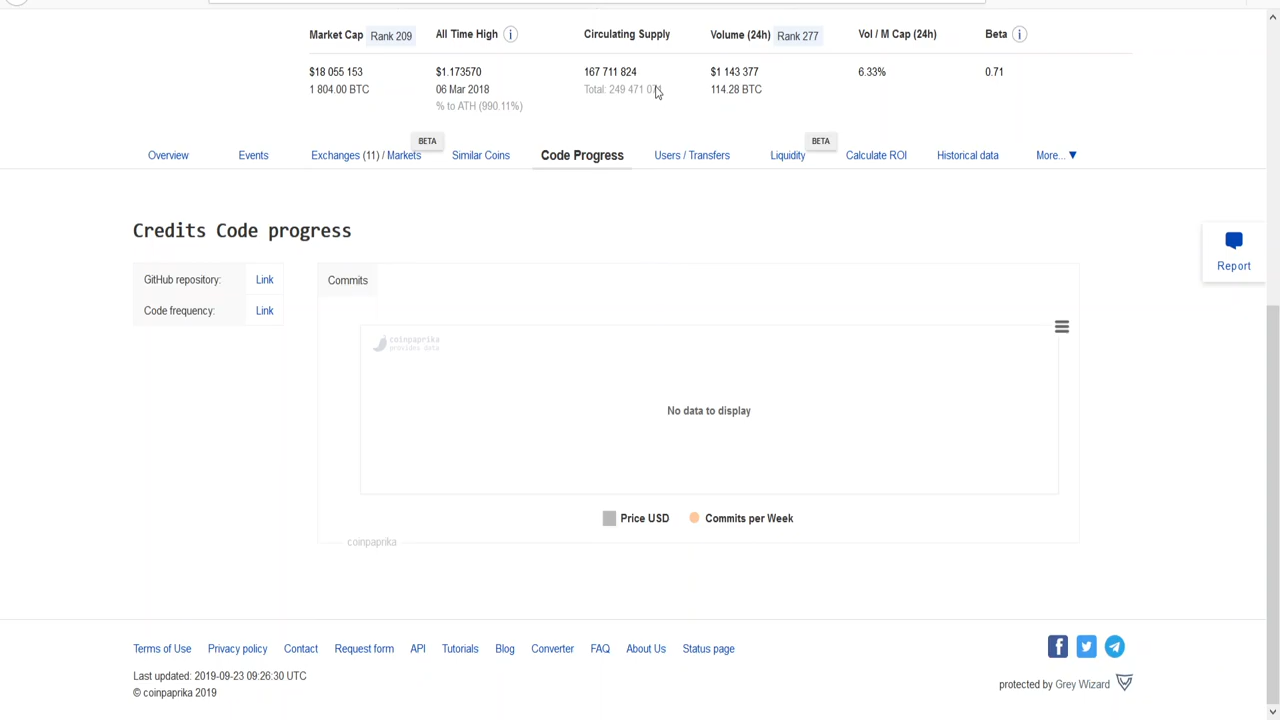 Market Cap Rank 209 All Time High Circulating Supply Volume (24h) Rank 277 Vol / M Cap (24h) Beta
$18 055 153 $1.173570 167 711 824 $1 143 377 6.33% 0.71
1 804.00 BTC 06 Mar 2018 Total: 249 471 114.28 BTC
% to ATH (990.11%)
BETA BETA
Overview Events Exchanges (11) / Markets Similar Coins Code Progress Users / Transfers Liquidity Calculate ROI Historical data More... ▼
Credits Code progress
Report
GitHub repository: Link
Code frequency: Link
Commits
coinpaprika
provides data
No data to display
Price USD Commits per Week
coinpaprika
Terms of Use Privacy policy Contact Request form API Tutorials Blog Converter FAQ About Us Status page
Last updated: 2019-09-23 09:26:30 UTC
© coinpaprika 2019
protected by Grey Wizard